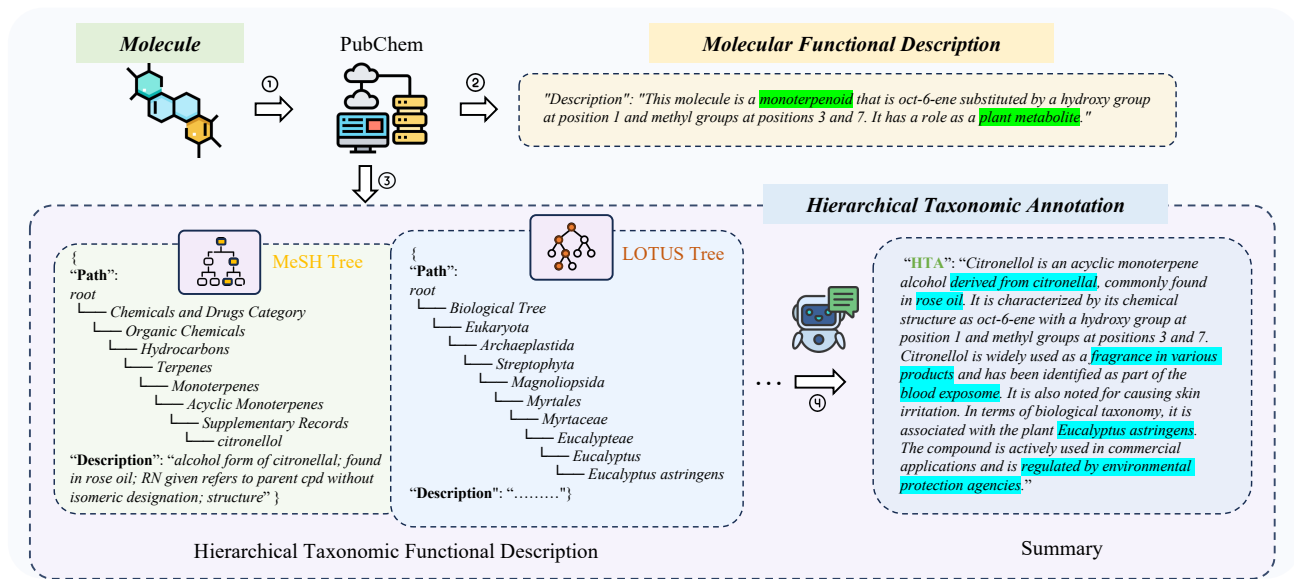 Molecule
PubChem
Molecular Functional Description
①
②
"Description": "This molecule is a monoterpenoid that is oct-6-ene substituted by a hydroxy group
at position 1 and methyl groups at positions 3 and 7. It has a role as a plant metabolite."
③
Hierarchical Taxonomic Annotation
MeSH Tree
{
“Path”:
root
Chemicals and Drugs Category
Organic Chemicals
Hydrocarbons
Terpenes
Monoterpenes
Acyclic Monoterpenes
Supplementary Records
citronellol
“Description”: “alcohol form of citronellal; found
in rose oil; RN given refers to parent cpd without
isomeric designation; structure” }
LOTUS Tree
{
“Path”:
root
Biological Tree
Eukaryota
Archaeplastida
Streptophyta
Magnoliopsida
Myrtales
Myrtaceae
Eucalypteae
Eucalyptus
Eucalyptus astringens
“Description": “………"}
…
④
“HTA”: “Citronellol is an acyclic monoterpene
alcohol derived from citronellal, commonly found
in rose oil. It is characterized by its chemical
structure as oct-6-ene with a hydroxy group at
position 1 and methyl groups at positions 3 and 7.
Citronellol is widely used as a fragrance in various
products and has been identified as part of the
blood exposome. It is also noted for causing skin
irritation. In terms of biological taxonomy, it is
associated with the plant Eucalyptus astringens.
The compound is actively used in commercial
applications and is regulated by environmental
protection agencies.”
Hierarchical Taxonomic Functional Description
Summary